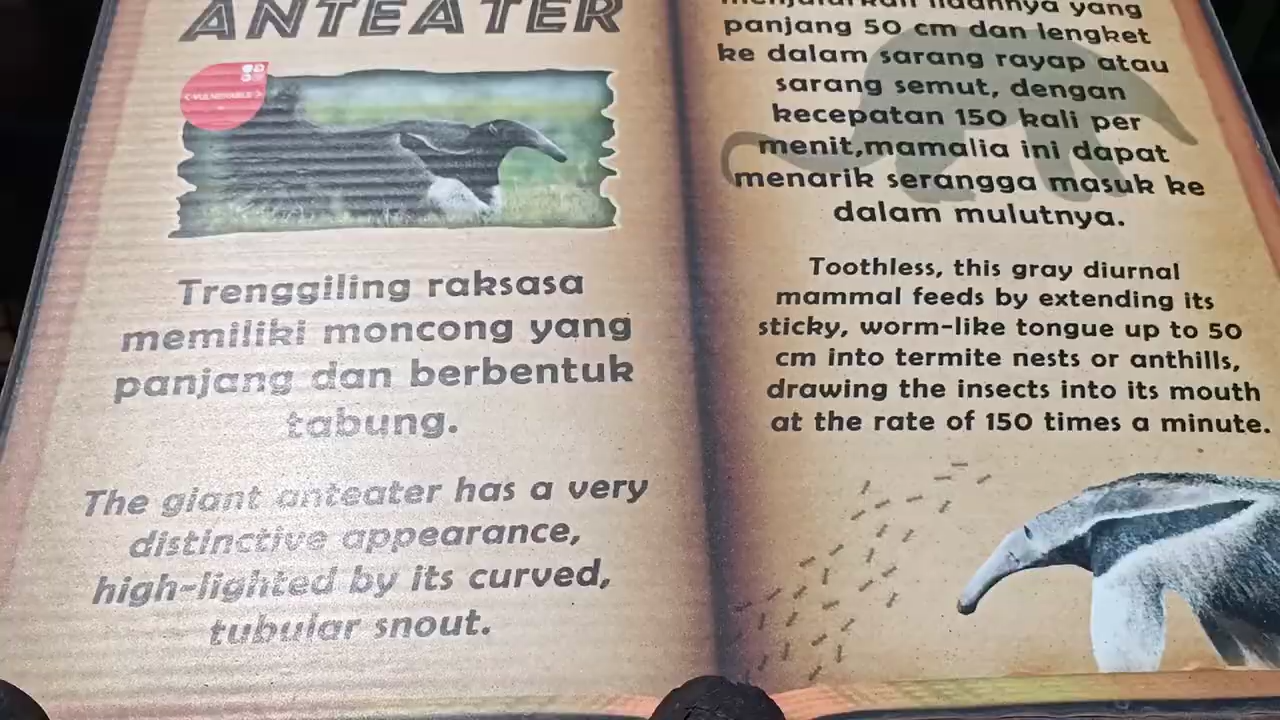 ANTEATER
< VULNERABLE >
Trenggiling raksasa
memiliki moncong yang
panjang dan berbentuk
tabung.
The giant anteater has a very
distinctive appearance,
high-lighted by its curved,
tubular snout.
menjulurkan lidahnya yang
panjang 50 cm dan lengket
ke dalam sarang rayap atau
sarang semut, dengan
kecepatan 150 kali per
menit,mamalia ini dapat
menarik serangga masuk ke
dalam mulutnya.
Toothless, this gray diurnal
mammal feeds by extending its
sticky, worm-like tongue up to 50
cm into termite nests or anthills,
drawing the insects into its mouth
at the rate of 150 times a minute.